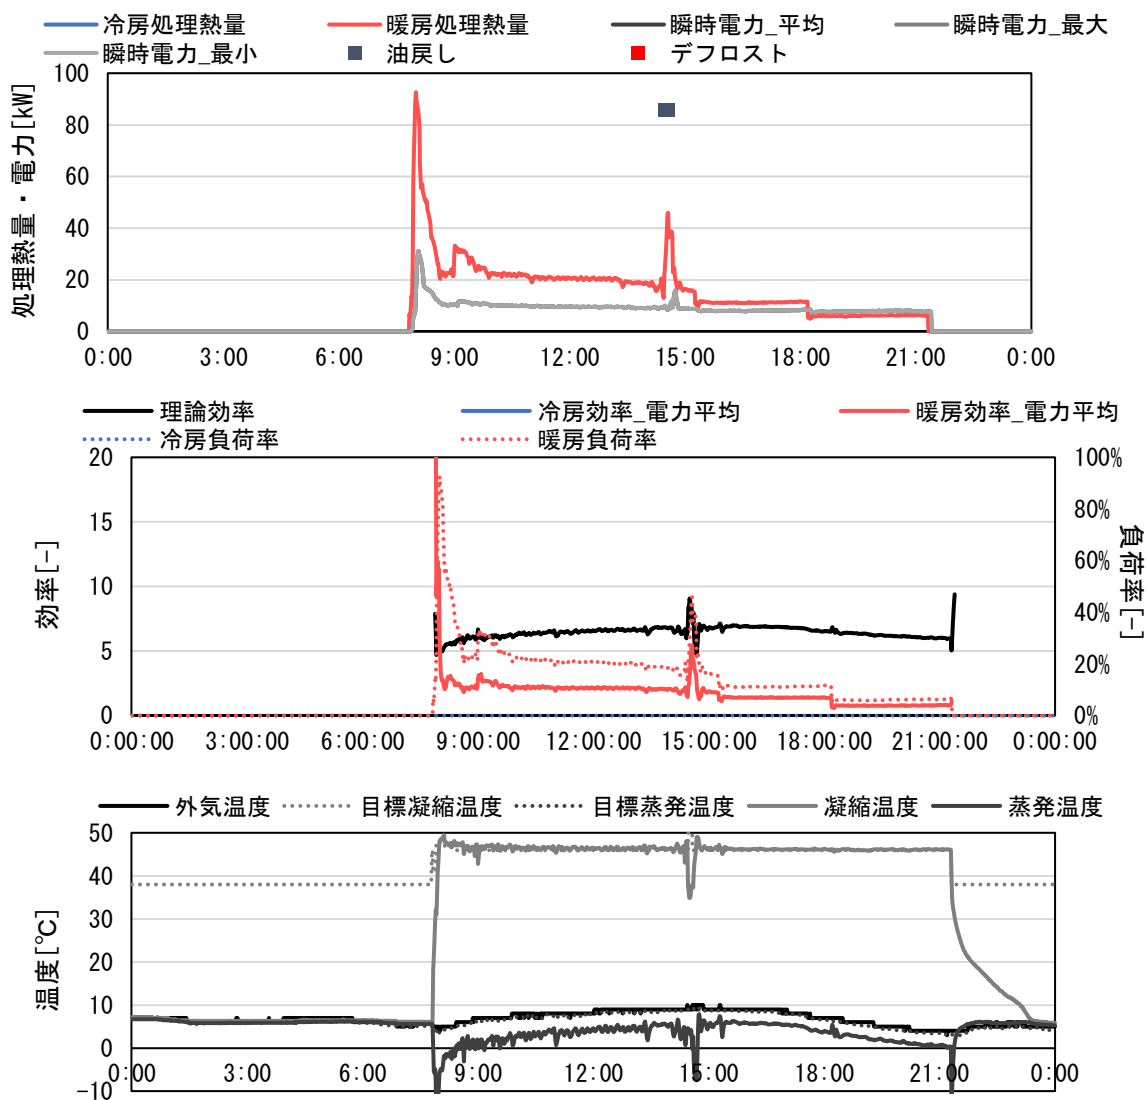 冷房処理熱量 暖房処理熱量 瞬時電力_平均 瞬時電力_最大
瞬時電力_最小 油戻し デフロスト
処理熱量・電力[kW]
100
80
60
40
20
0
0:00 3:00 6:00 9:00 12:00 15:00 18:00 21:00 0:00
理論効率 冷房効率_電力平均 暖房効率_電力平均
冷房負荷率 暖房負荷率
効率[-]
20
15
10
5
0
負荷率[-]
100%
80%
60%
40%
20%
0%
0:00:00 3:00:00 6:00:00 9:00:00 12:00:00 15:00:00 18:00:00 21:00:00 0:00:00
外気温度 目標凝縮温度 目標蒸発温度 凝縮温度 蒸発温度
温度[℃]
50
40
30
20
10
0
-10
0:00 3:00 6:00 9:00 12:00 15:00 18:00 21:00 0:00